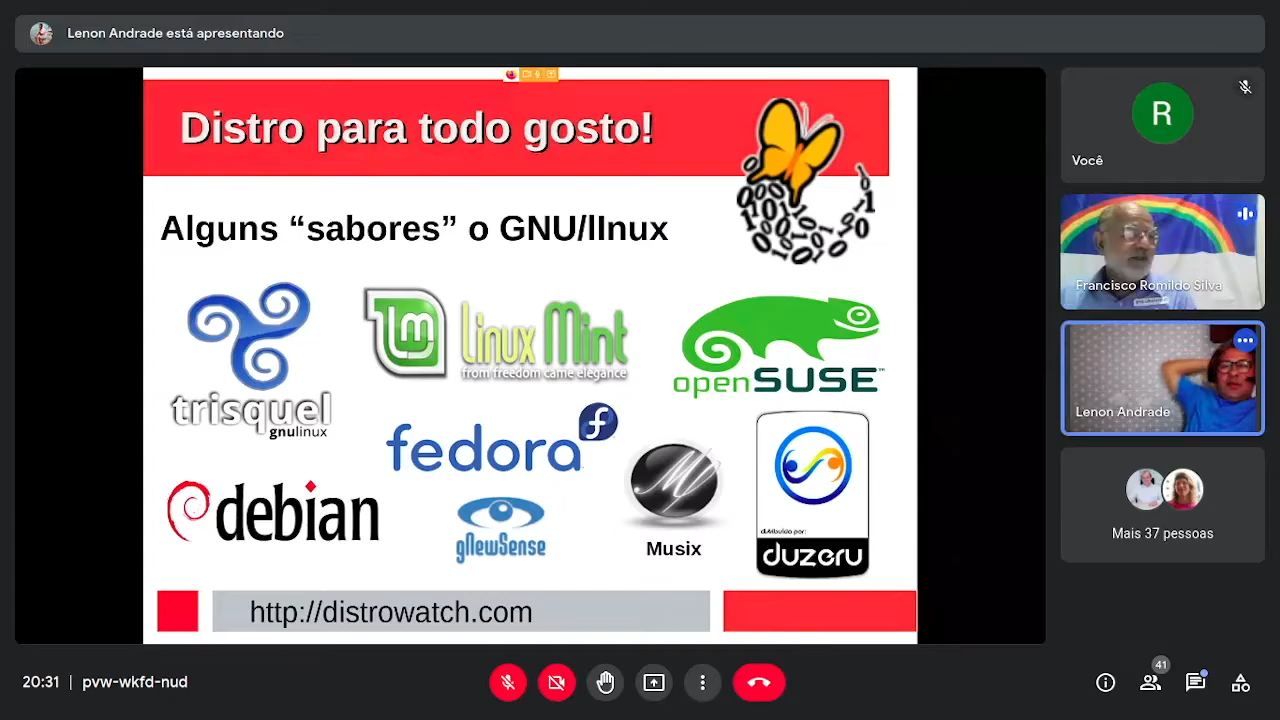 Lenon Andrade está apresentando
Distro para todo gosto!
Alguns “sabores” o GNU/lInux
trisquel
gnulinux
linux Mint
from freedom came elegance
openSUSE
fedora
debian
gNewSense
Musix
distribuído por:
duzeru
http://distrowatch.com
R
Você
Francisco Romildo Silva
Lenon Andrade
Mais 37 pessoas
20:31 | pvw-wkfd-nud
41